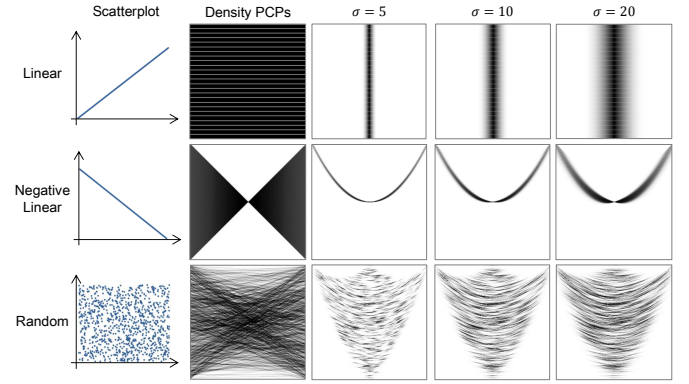 Scatterplot Density PCPs σ = 5 σ = 10 σ = 20
Linear
Negative
Linear
Random